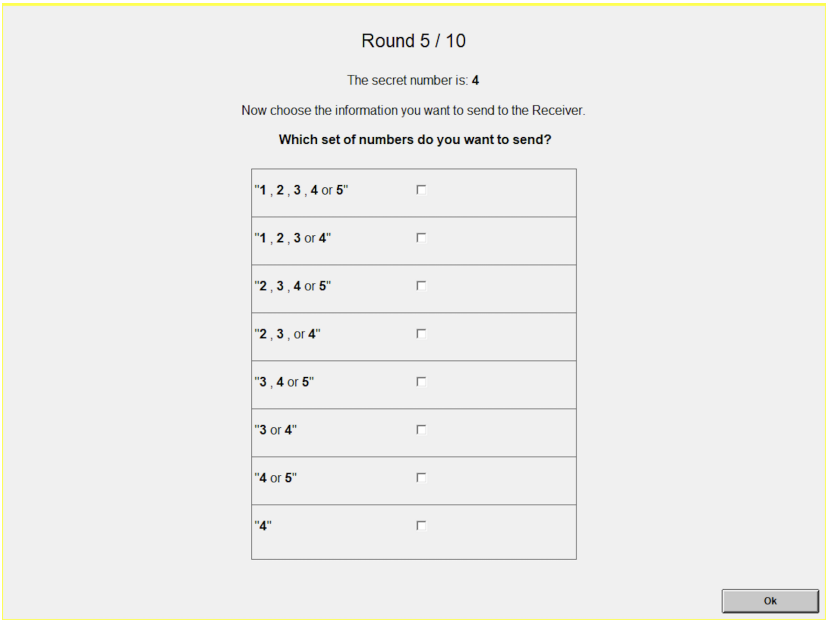 Round 5 / 10
The secret number is: 4
Now choose the information you want to send to the Receiver.
Which set of numbers do you want to send?
"1 , 2 , 3 , 4 or 5"
"1 , 2 , 3 or 4"
"2 , 3 , 4 or 5"
"2 , 3 , or 4"
"3 , 4 or 5"
"3 or 4"
"4 or 5"
"4"
Ok